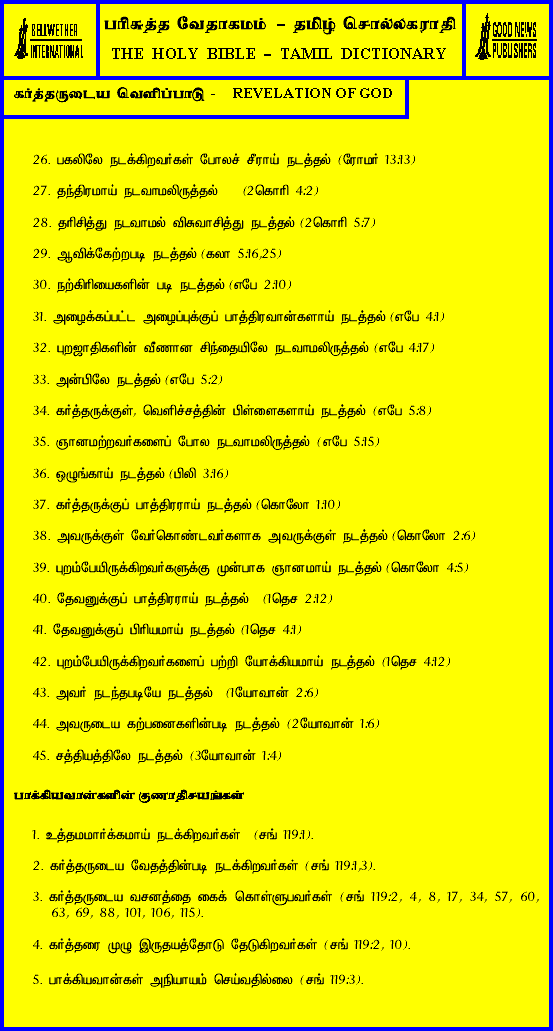 BELLWETHER
INTERNATIONAL
பரிசுத்த வேதாகமம் – தமிழ் சொல்லகராதி
THE HOLY BIBLE – TAMIL DICTIONARY
GOOD NEWS
PUBLISHERS
கர்த்தருடைய வெளிப்பாடு - REVELATION OF GOD
26. பகலிலே நடக்கிறவர்கள் போலச் சீராய் நடத்தல் (ரோமர் 13:13)
27. தந்திரமாய் நடவாமலிருத்தல் (2கொரி 4:2)
28. தரிசித்து நடவாமல் விசுவாசித்து நடத்தல் (2கொரி 5:7)
29. ஆவிக்கேற்றபடி நடத்தல் (கலா 5:16,25)
30. நற்கிரியைகளின் படி நடத்தல் (எபே 2:10)
31. அழைக்கப்பட்ட அழைப்புக்குப் பாத்திரவான்களாய் நடத்தல் (எபே 4:1)
32. புறஜாதிகளின் வீணான சிந்தையிலே நடவாமலிருத்தல் (எபே 4:17)
33. அன்பிலே நடத்தல் (எபே 5:2)
34. கர்த்தருக்குள், வெளிச்சத்தின் பிள்ளைகளாய் நடத்தல் (எபே 5:8)
35. ஞானமற்றவர்களைப் போல நடவாமலிருத்தல் (எபே 5:15)
36. ஒழுங்காய் நடத்தல் (பிலி 3:16)
37. கர்த்தருக்குப் பாத்திரராய் நடத்தல் (கொலோ 1:10)
38. அவருக்குள் வேர்கொண்டவர்களாக அவருக்குள் நடத்தல் (கொலோ 2:6)
39. புறம்பேயிருக்கிறவர்களுக்கு முன்பாக ஞானமாய் நடத்தல் (கொலோ 4:5)
40. தேவனுக்குப் பாத்திரராய் நடத்தல் (1தெச 2:12)
41. தேவனுக்குப் பிரியமாய் நடத்தல் (1தெச 4:1)
42. புறம்பேயிருக்கிறவர்களைப் பற்றி யோக்கியமாய் நடத்தல் (1தெச 4:12)
43. அவர் நடந்தபடியே நடத்தல் (1யோவான் 2:6)
44. அவருடைய கற்பனைகளின்படி நடத்தல் (2யோவான் 1:6)
45. சத்தியத்திலே நடத்தல் (3யோவான் 1:4)
பாக்கியவான்களின் குணாதிசயங்கள்
1. உத்தமமார்க்கமாய் நடக்கிறவர்கள் (சங் 119:1).
2. கர்த்தருடைய வேதத்தின்படி நடக்கிறவர்கள் (சங் 119:1,3).
3. கர்த்தருடைய வசனத்தை கைக் கொள்ளுபவர்கள் (சங் 119:2, 4, 8, 17, 34, 57, 60,
63, 69, 88, 101, 106, 115).
4. கர்த்தரை முழு இருதயத்தோடு தேடுகிறவர்கள் (சங் 119:2, 10).
5. பாக்கியவான்கள் அநியாயம் செய்வதில்லை (சங் 119:3).